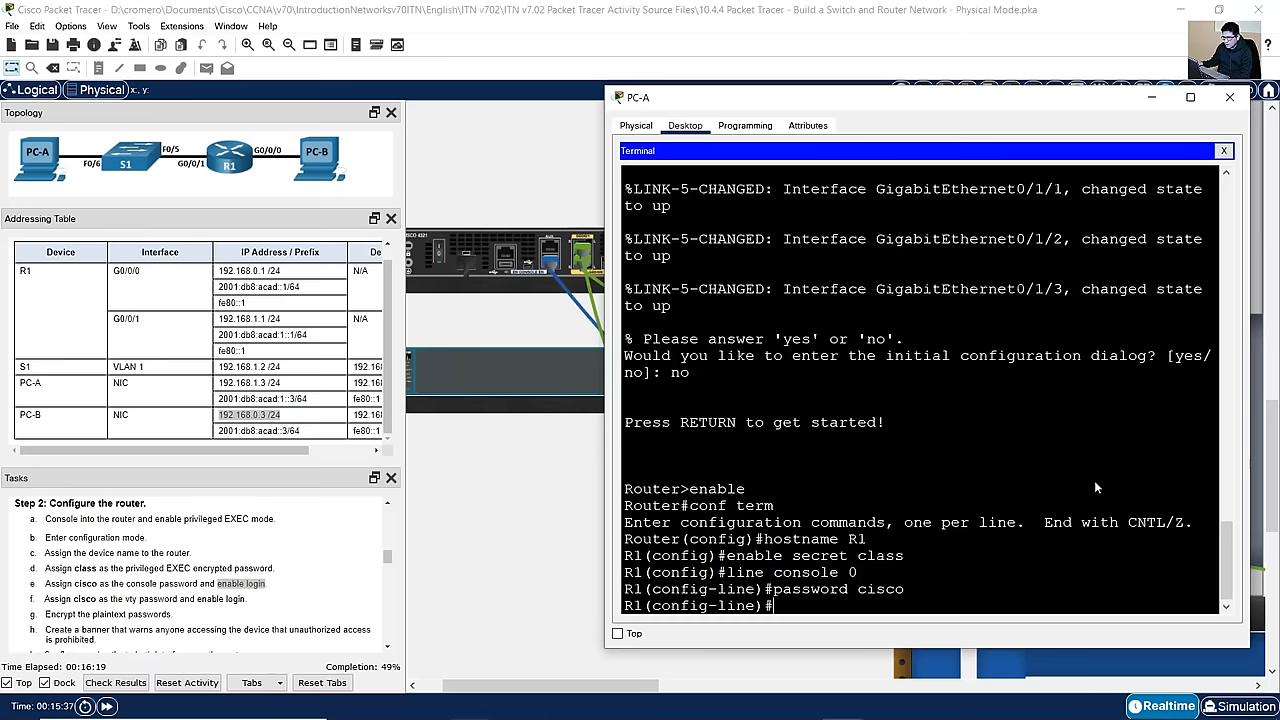 Cisco Packet Tracer - D:\cromero\Documents\Cisco\CCNA\v70\IntroductionNetworksv70ITN\English\ITN v702\ITN v7.02 Packet Tracer Activity Source Files\10.4.4 Packet Tracer - Build a Switch and Router Network - Physical Mode.pka
File Edit Options View Tools Extensions Window Help
Logical Physical x: y:
Topology
PC-A
F0/6
S1
F0/5
G0/0/1
R1
G0/0/0
PC-B
Addressing Table
Device Interface IP Address / Prefix De
R1 G0/0/0 192.168.0.1 /24 N/A
2001:db8:acad::1/64
fe80::1
G0/0/1 192.168.1.1 /24 N/A
2001:db8:acad:1::1/64
fe80::1
S1 VLAN 1 192.168.1.2 /24 192.16
PC-A NIC 192.168.1.3 /24 192.16
2001:db8:acad:1::3/64 fe80::1
PC-B NIC 192.168.0.3 /24 192.16
2001:db8:acad::3/64 fe80::1
Tasks
Step 2: Configure the router.
a. Console into the router and enable privileged EXEC mode.
b. Enter configuration mode.
c. Assign the device name to the router.
d. Assign class as the privileged EXEC encrypted password.
e. Assign cisco as the console password and enable login.
f. Assign cisco as the vty password and enable login.
g. Encrypt the plaintext passwords.
h. Create a banner that warns anyone accessing the device that unauthorized access
is prohibited.
Time Elapsed: 00:16:19 Completion: 49%
Top Dock Check Results Reset Activity Tabs Reset Tabs
Time: 00:15:37
Realtime Simulation
CISCO 4321
PC-A
Physical Desktop Programming Attributes
Terminal X
%LINK-5-CHANGED: Interface GigabitEthernet0/1/1, changed state
to up
%LINK-5-CHANGED: Interface GigabitEthernet0/1/2, changed state
to up
%LINK-5-CHANGED: Interface GigabitEthernet0/1/3, changed state
to up
% Please answer 'yes' or 'no'.
Would you like to enter the initial configuration dialog? [yes/
no]: no
Press RETURN to get started!
Router>enable
Router#conf term
Enter configuration commands, one per line.  End with CNTL/Z.
Router(config)#hostname R1
R1(config)#enable secret class
R1(config)#line console 0
R1(config-line)#password cisco
R1(config-line)#
Top